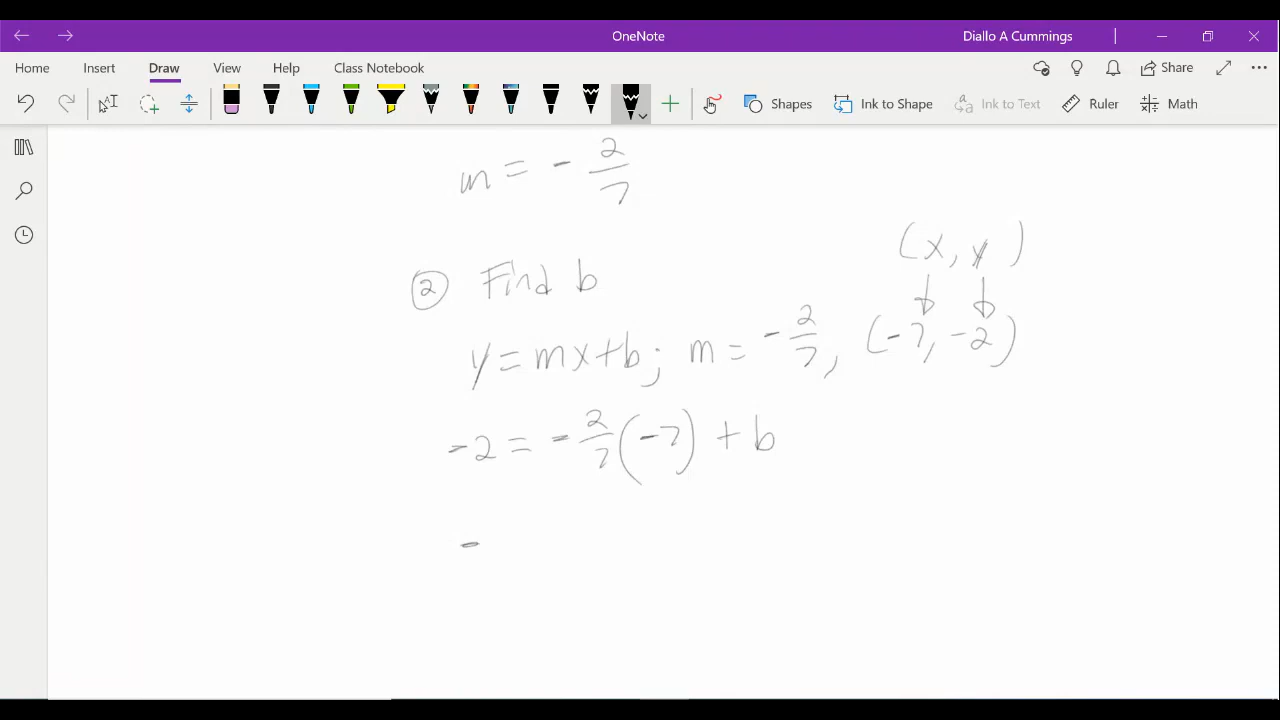 OneNote
Diallo A Cummings
Home Insert Draw View Help Class Notebook Share
Shapes Ink to Shape Ink to Text Ruler Math
m = - 2/7
(x, y)
② Find b
y = mx + b; m = - 2/7, (-7, -2)
-2 = - 2/7 (-7) + b
-